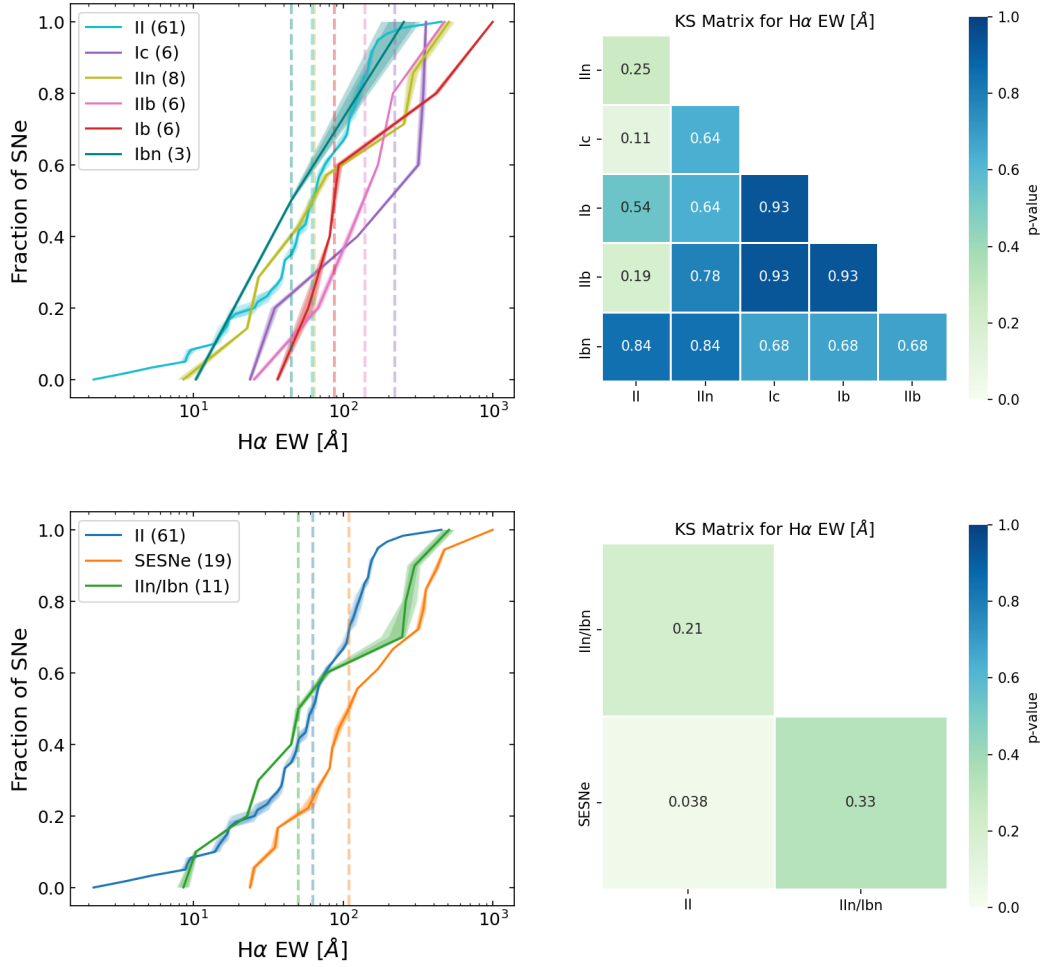 II (61)
Ic (6)
IIn (8)
IIb (6)
Ib (6)
Ibn (3)
Fraction of SNe
1.0
0.8
0.6
0.4
0.2
0.0
10¹ 10² 10³
Hα EW [Å]
KS Matrix for Hα EW [Å]
IIn
Ic
Ib
IIb
Ibn
0.25
0.11 0.64
0.54 0.64 0.93
0.19 0.78 0.93 0.93
0.84 0.84 0.68 0.68 0.68
II IIn Ic Ib IIb
1.0
0.8
0.6
0.4
0.2
0.0
p-value
II (61)
SESNe (19)
IIn/Ibn (11)
Fraction of SNe
1.0
0.8
0.6
0.4
0.2
0.0
10¹ 10² 10³
Hα EW [Å]
KS Matrix for Hα EW [Å]
IIn/Ibn
SESNe
0.21
0.038 0.33
II IIn/Ibn
1.0
0.8
0.6
0.4
0.2
0.0
p-value